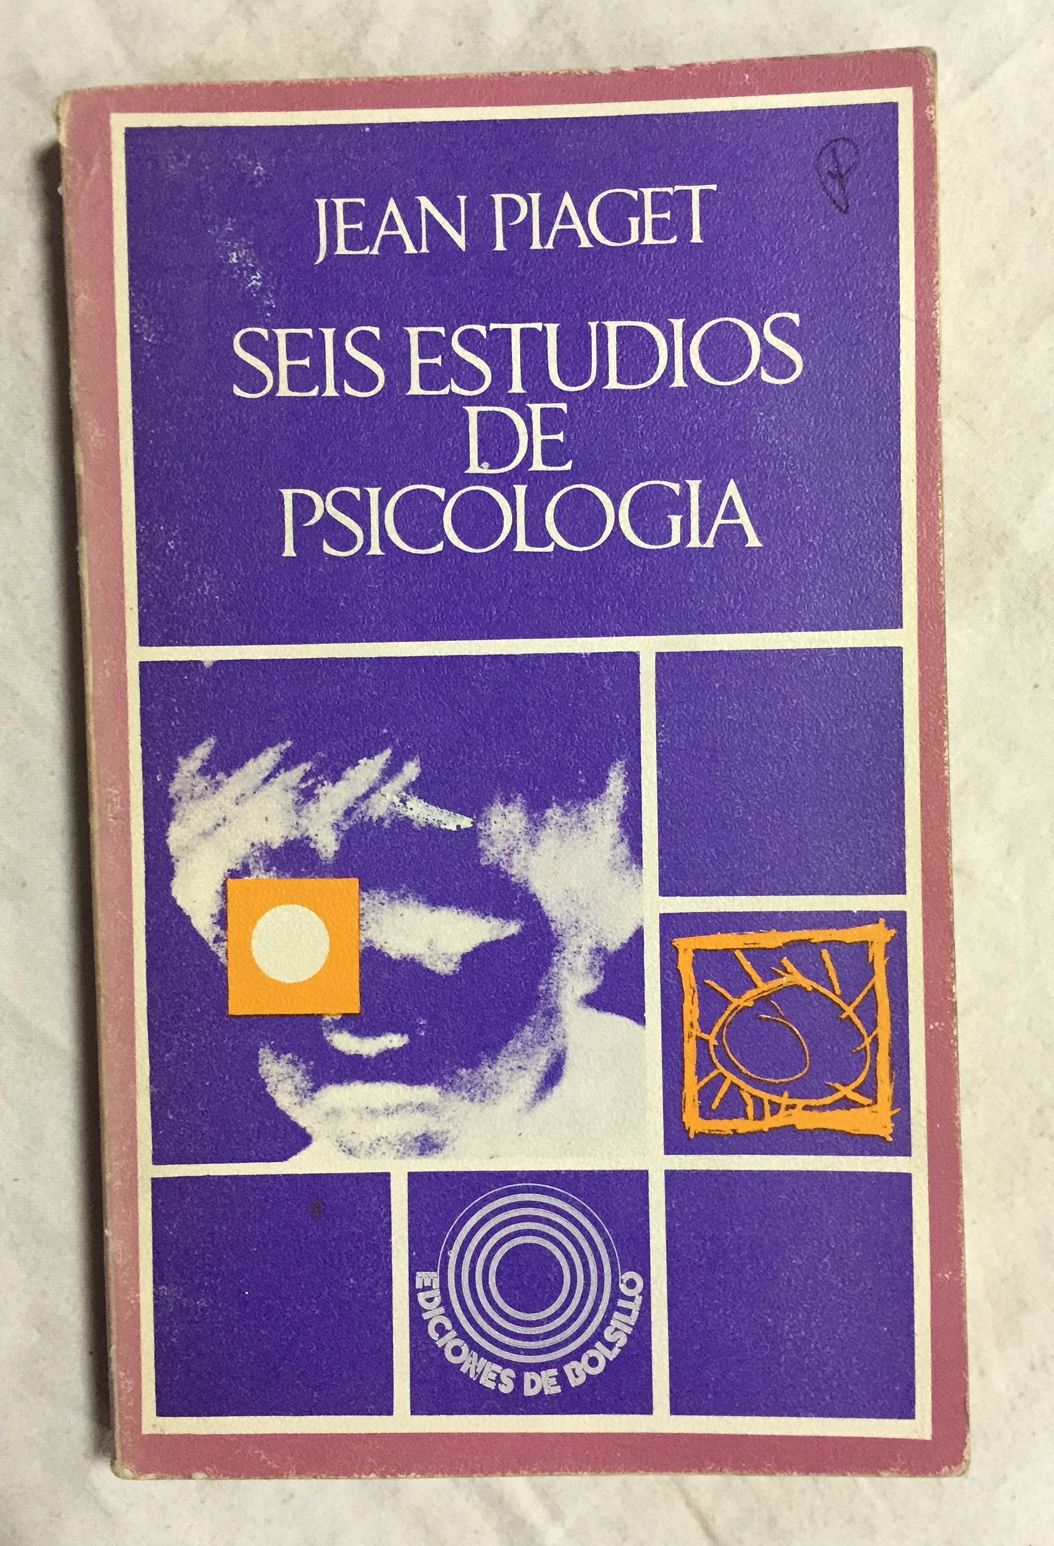 JEAN PIAGET
SEIS ESTUDIOS
DE
PSICOLOGIA
EDICIONES DE BOLSILLO